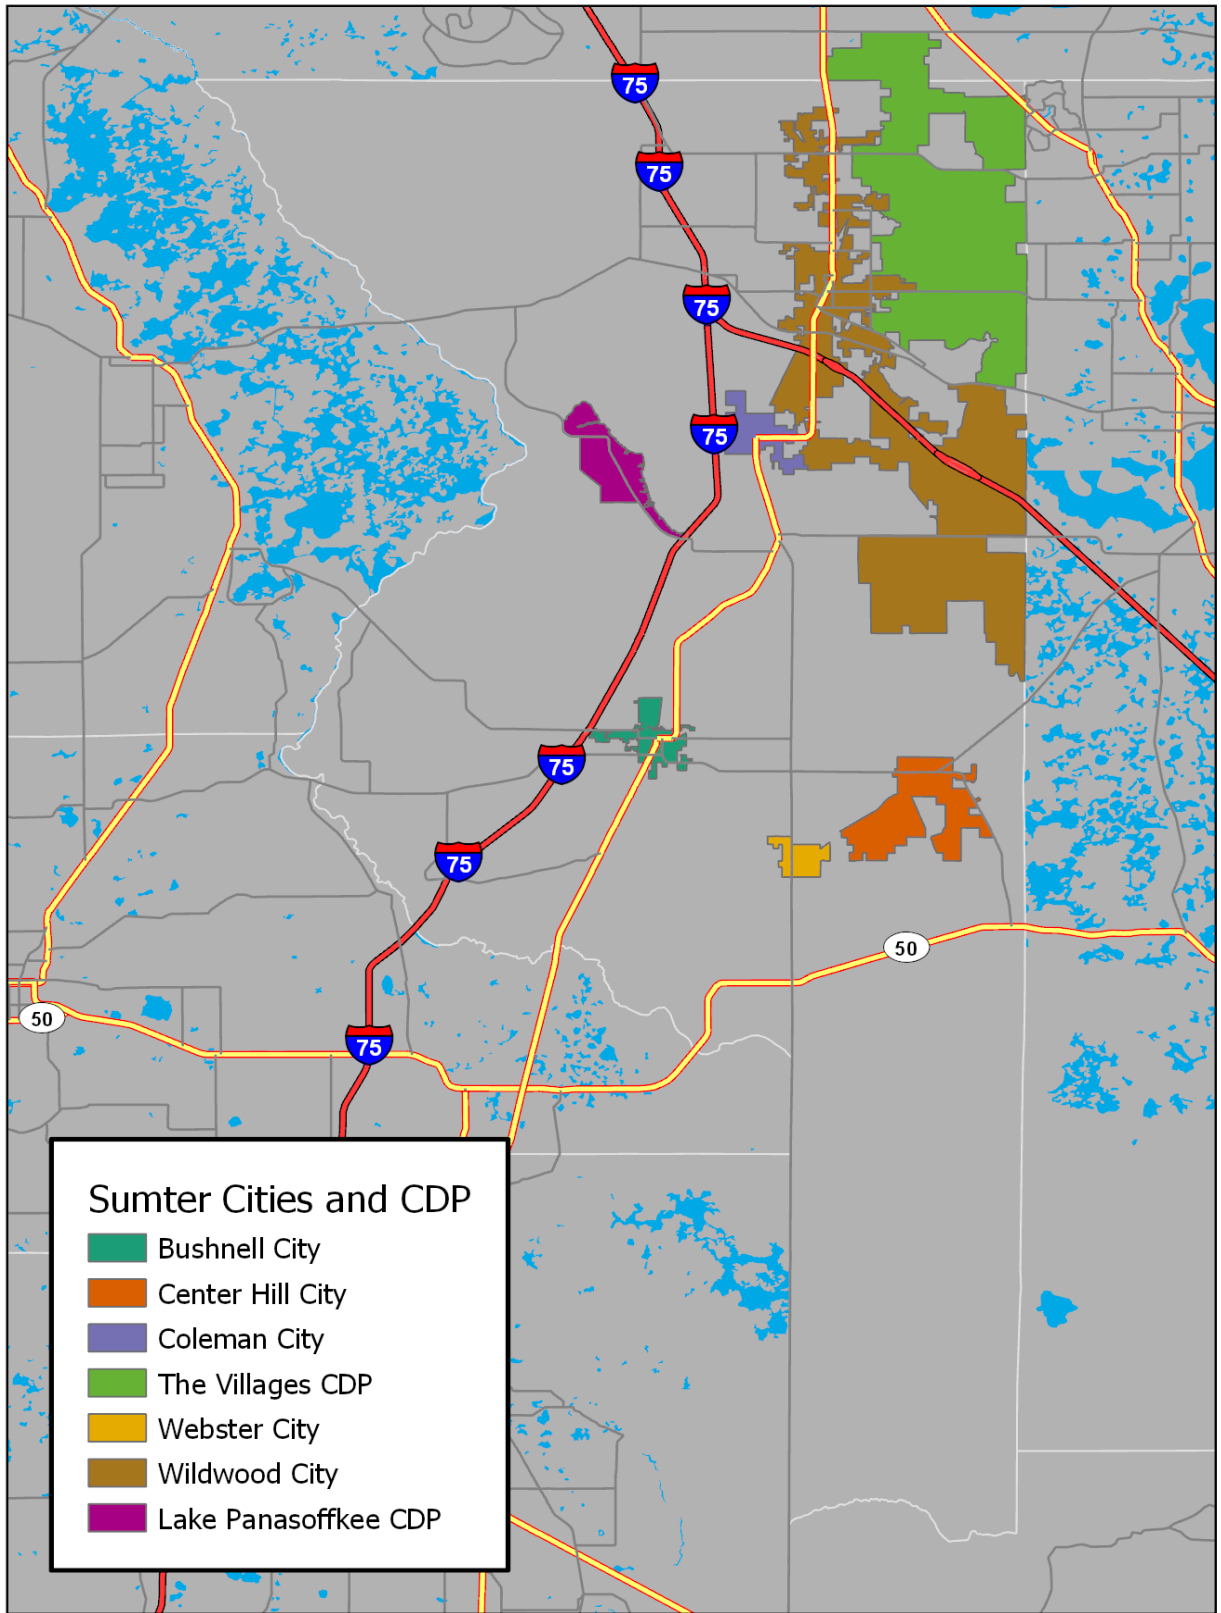 75
75
75
75
75
75
50
50
75
Sumter Cities and CDP
Bushnell City
Center Hill City
Coleman City
The Villages CDP
Webster City
Wildwood City
Lake Panasoffkee CDP